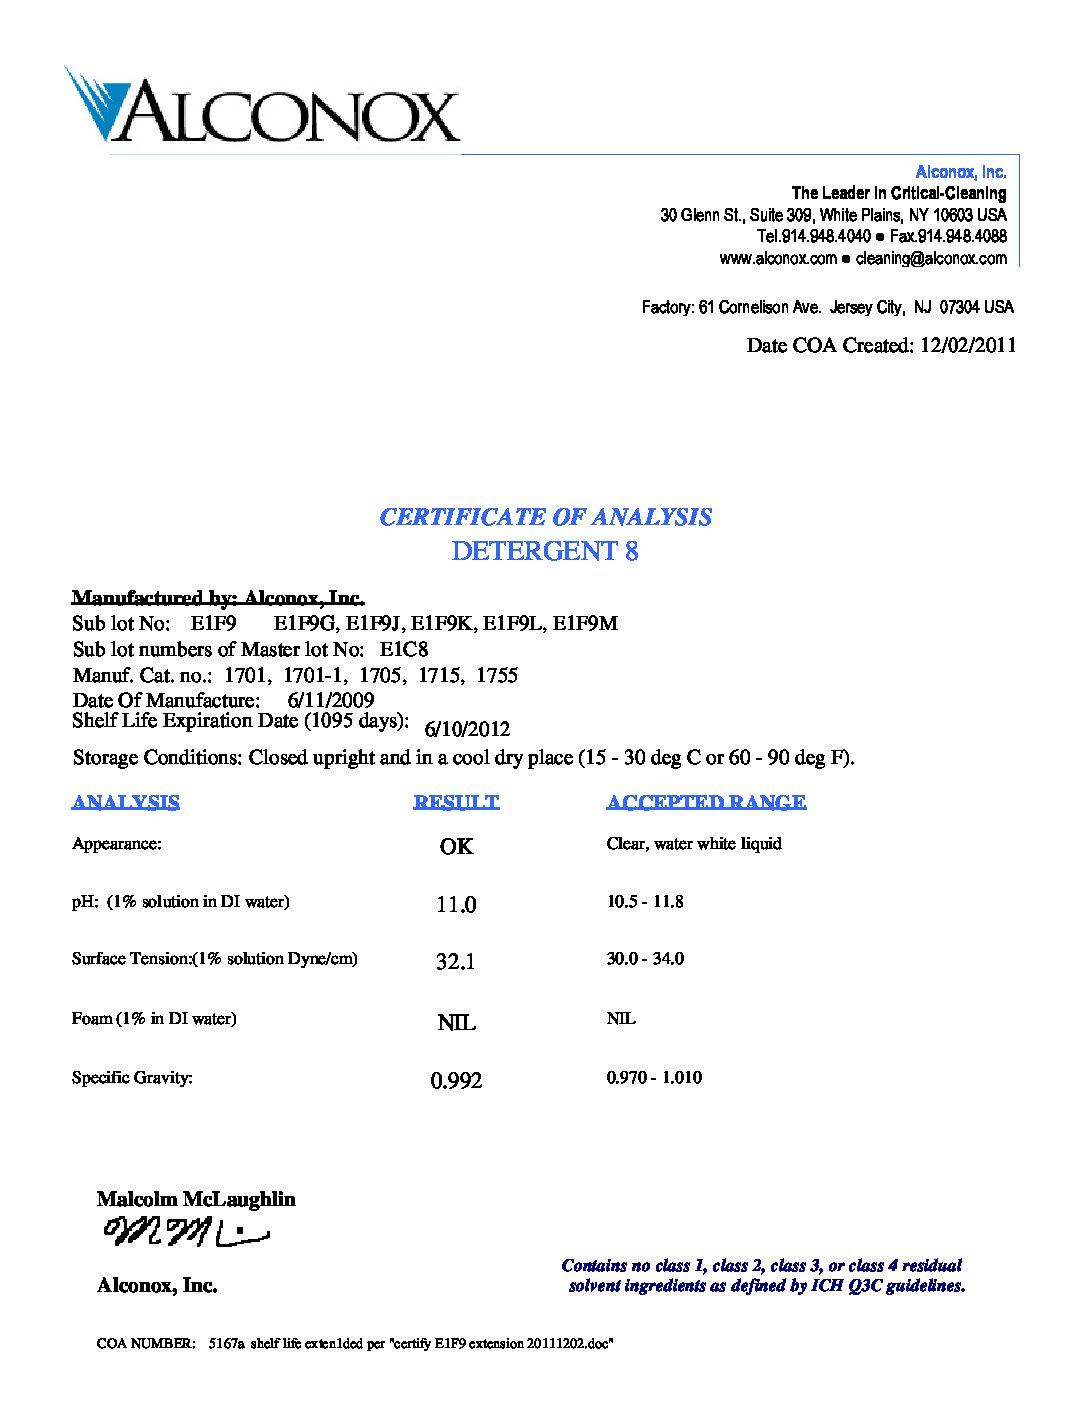 ALCONOX
Alconox, Inc.
The Leader in Critical-Cleaning
30 Glenn St., Suite 309, White Plains, NY 10603 USA
Tel.914.948.4040 ● Fax.914.948.4088
www.alconox.com ● cleaning@alconox.com
Factory: 61 Cornelison Ave. Jersey City, NJ 07304 USA
Date COA Created: 12/02/2011
CERTIFICATE OF ANALYSIS
DETERGENT 8
Manufactured by: Alconox, Inc.
Sub lot No: E1F9 E1F9G, E1F9J, E1F9K, E1F9L, E1F9M
Sub lot numbers of Master lot No: E1C8
Manuf. Cat. no.: 1701, 1701-1, 1705, 1715, 1755
Date Of Manufacture: 6/11/2009
Shelf Life Expiration Date (1095 days): 6/10/2012
Storage Conditions: Closed upright and in a cool dry place (15 - 30 deg C or 60 - 90 deg F).
ANALYSIS RESULT ACCEPTED RANGE
Appearance: OK Clear, water white liquid
pH: (1% solution in DI water) 11.0 10.5 - 11.8
Surface Tension:(1% solution Dyne/cm) 32.1 30.0 - 34.0
Foam (1% in DI water) NIL NIL
Specific Gravity: 0.992 0.970 - 1.010
Malcolm McLaughlin
Alconox, Inc.
Contains no class 1, class 2, class 3, or class 4 residual
solvent ingredients as defined by ICH Q3C guidelines.
COA NUMBER: 5167a shelf life exten1ded per "certify E1F9 extension 20111202.doc"